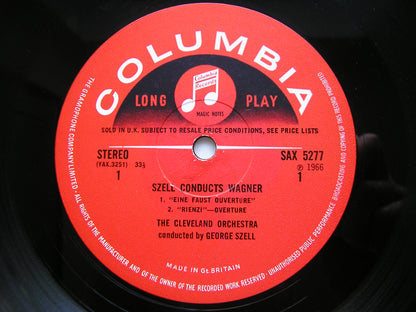 COLUMBIA
Columbia
Records
LONG PLAY
MAGIC NOTES
SOLD IN U.K. SUBJECT TO RESALE PRICE CONDITIONS, SEE PRICE LISTS
STEREO
(YAX.3251) 33⅓
1
SAX 5277
℗ 1966
1
SZELL CONDUCTS WAGNER
1. "EINE FAUST OUVERTURE"
2. "RIENZI"—OVERTURE
THE CLEVELAND ORCHESTRA
conducted by GEORGE SZELL
MADE IN Gt. BRITAIN
THE GRAMOPHONE COMPANY LIMITED. ALL RIGHTS OF THE MANUFACTURER AND OF THE OWNER OF THE RECORDED WORK RESERVED. UNAUTHORISED PUBLIC PERFORMANCE BROADCASTING AND COPYING OF THIS RECORD PROHIBITED